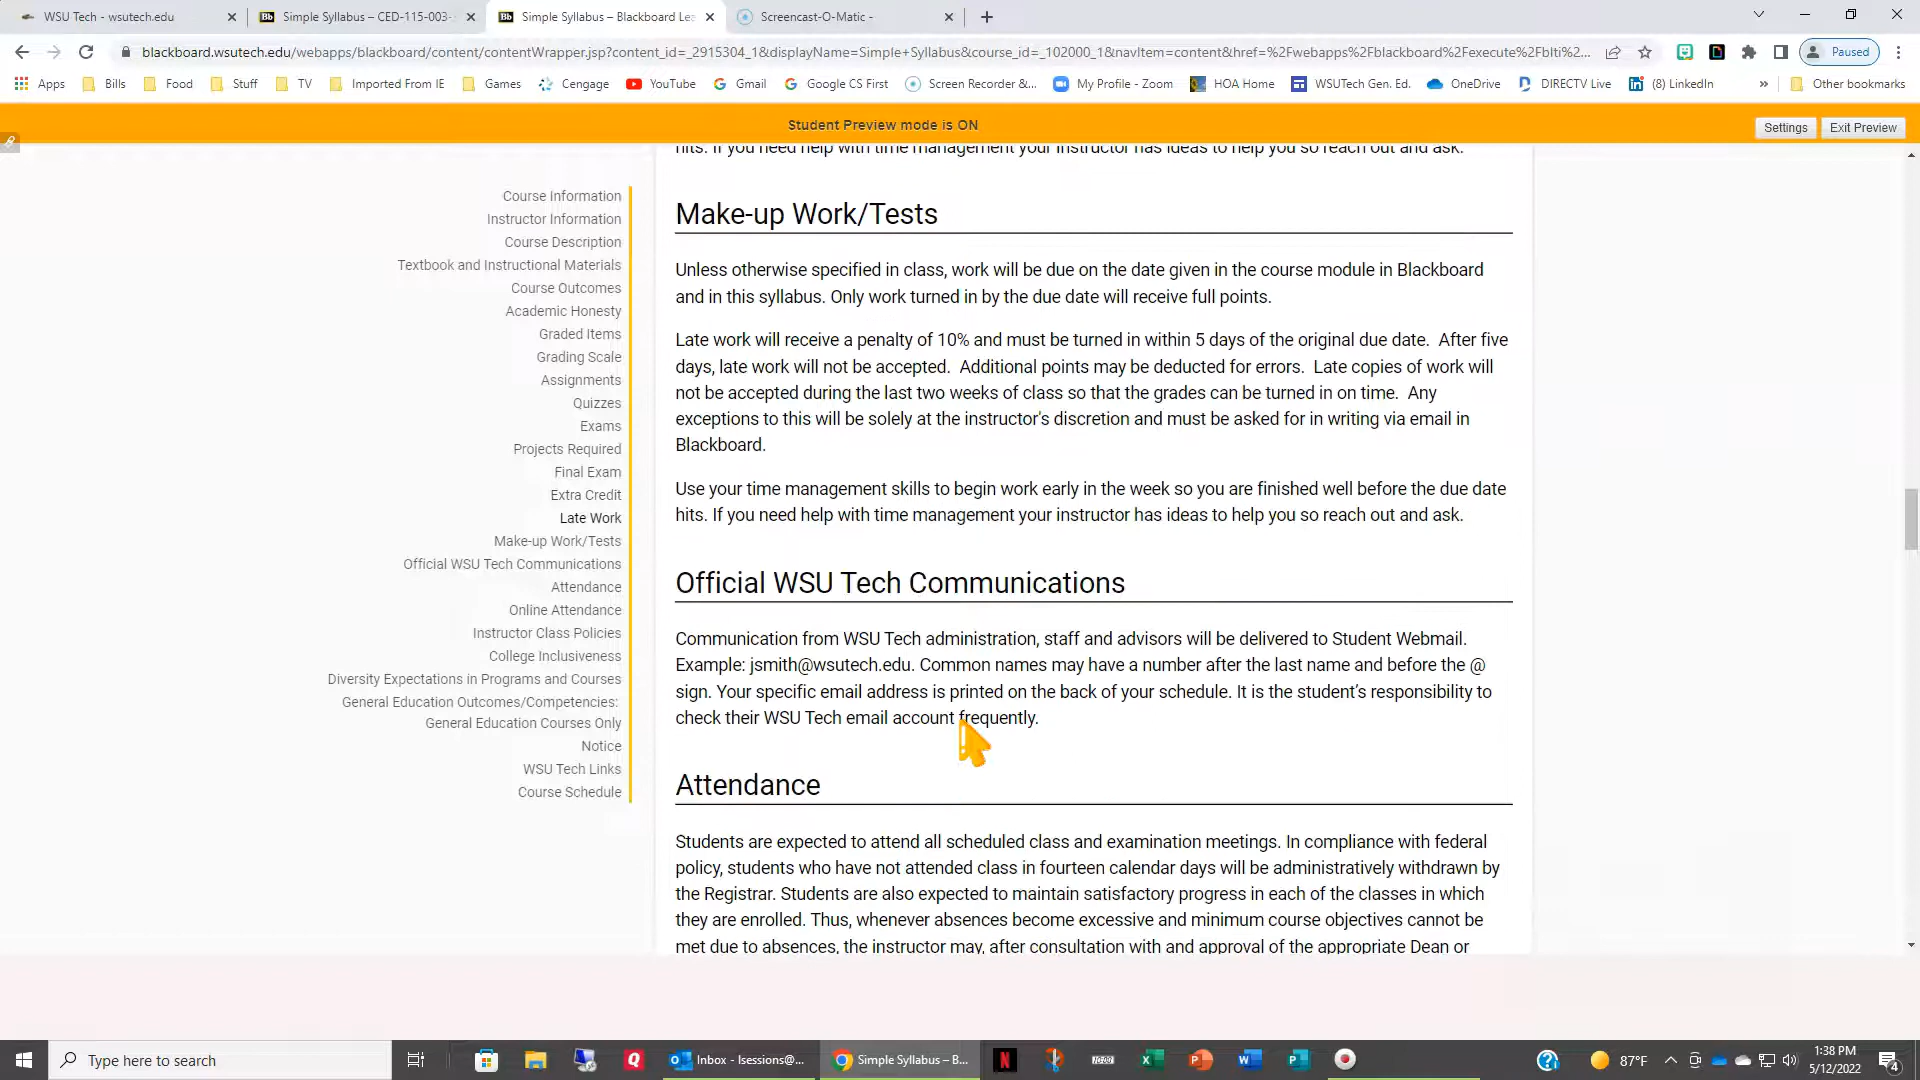 WSU Tech - wsutech.edu
Simple Syllabus – CED-115-003-
Simple Syllabus – Blackboard Lea
Screencast-O-Matic -
blackboard.wsutech.edu/webapps/blackboard/content/contentWrapper.jsp?content_id=_2915304_1&displayName=Simple+Syllabus&course_id=_102000_1&navItem=content&href=%2Fwebapps%2Fblackboard%2Fexecute%2Fblti%2...
Paused
Apps
Bills
Food
Stuff
TV
Imported From IE
Games
Cengage
YouTube
Gmail
Google CS First
Screen Recorder &...
My Profile - Zoom
HOA Home
WSUTech Gen. Ed.
OneDrive
DIRECTV Live
(8) LinkedIn
»
Other bookmarks
Student Preview mode is ON
Settings
Exit Preview
hits. If you need help with time management your instructor has ideas to help you so reach out and ask.
Course Information
Instructor Information
Course Description
Textbook and Instructional Materials
Course Outcomes
Academic Honesty
Graded Items
Grading Scale
Assignments
Quizzes
Exams
Projects Required
Final Exam
Extra Credit
Late Work
Make-up Work/Tests
Official WSU Tech Communications
Attendance
Online Attendance
Instructor Class Policies
College Inclusiveness
Diversity Expectations in Programs and Courses
General Education Outcomes/Competencies:
General Education Courses Only
Notice
WSU Tech Links
Course Schedule
Make-up Work/Tests
Unless otherwise specified in class, work will be due on the date given in the course module in Blackboard
and in this syllabus. Only work turned in by the due date will receive full points.
Late work will receive a penalty of 10% and must be turned in within 5 days of the original due date. After five
days, late work will not be accepted. Additional points may be deducted for errors. Late copies of work will
not be accepted during the last two weeks of class so that the grades can be turned in on time. Any
exceptions to this will be solely at the instructor's discretion and must be asked for in writing via email in
Blackboard.
Use your time management skills to begin work early in the week so you are finished well before the due date
hits. If you need help with time management your instructor has ideas to help you so reach out and ask.
Official WSU Tech Communications
Communication from WSU Tech administration, staff and advisors will be delivered to Student Webmail.
Example: jsmith@wsutech.edu. Common names may have a number after the last name and before the @
sign. Your specific email address is printed on the back of your schedule. It is the student’s responsibility to
check their WSU Tech email account frequently.
Attendance
Students are expected to attend all scheduled class and examination meetings. In compliance with federal
policy, students who have not attended class in fourteen calendar days will be administratively withdrawn by
the Registrar. Students are also expected to maintain satisfactory progress in each of the classes in which
they are enrolled. Thus, whenever absences become excessive and minimum course objectives cannot be
met due to absences, the instructor may, after consultation with and approval of the appropriate Dean or
Type here to search
Inbox - lsessions@...
Simple Syllabus – B...
87°F
1:38 PM
5/12/2022
4